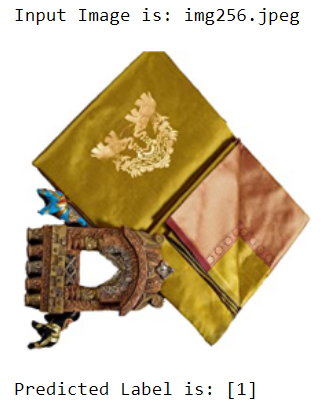 Input Image is: img256.jpeg
Predicted Label is: [1]